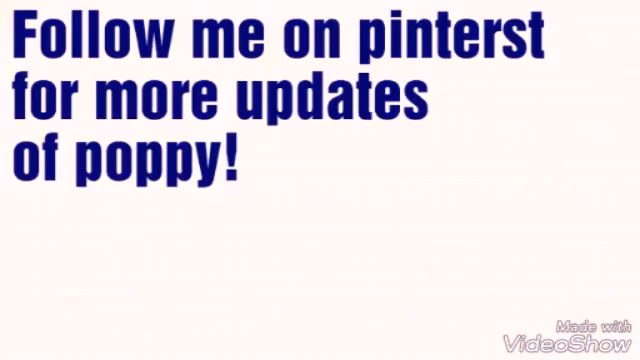 Follow me on pinterst
for more updates
of poppy!
Made with
VideoShow